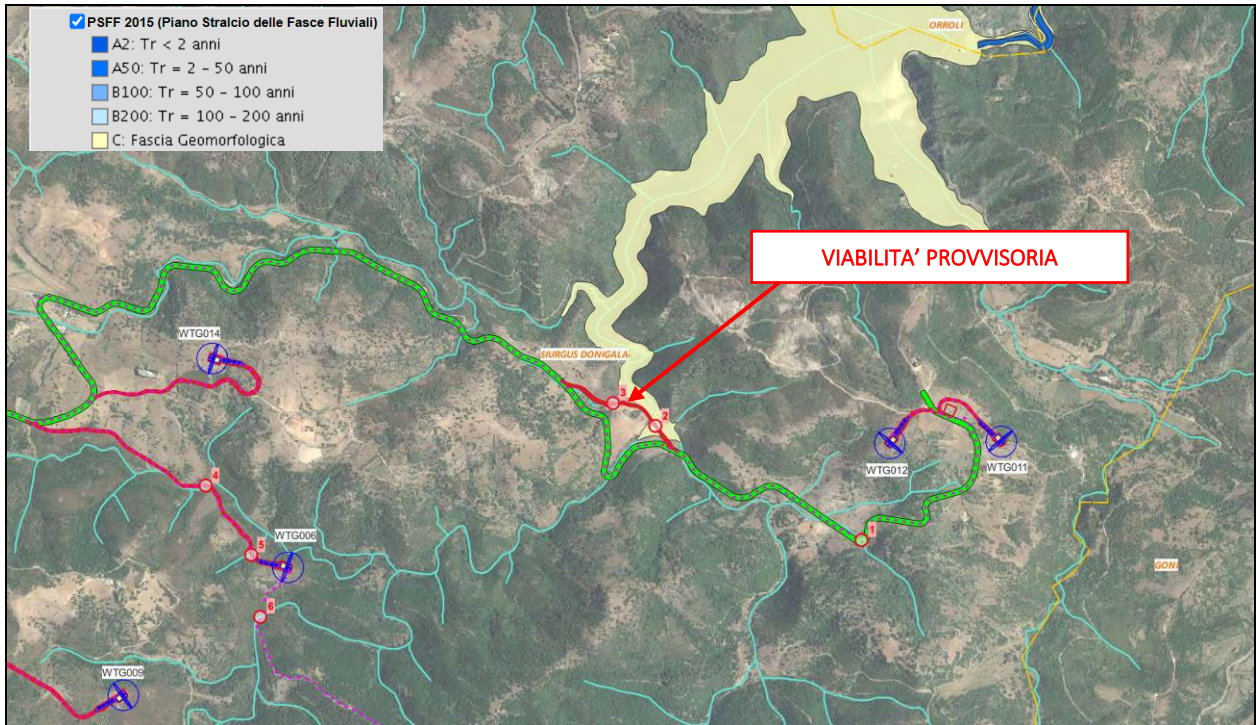 PSFF 2015 (Piano Stralcio delle Fasce Fluviali)
A2: Tr < 2 anni
A50: Tr = 2 – 50 anni
B100: Tr = 50 – 100 anni
B200: Tr = 100 – 200 anni
C: Fascia Geomorfologica
ORROLI
VIABILITA’ PROVVISORIA
WTG014
SIURGUS DONIGALA
3
2
WTG012
WTG011
4
1
5
WTG006
GONI
6
WTG009